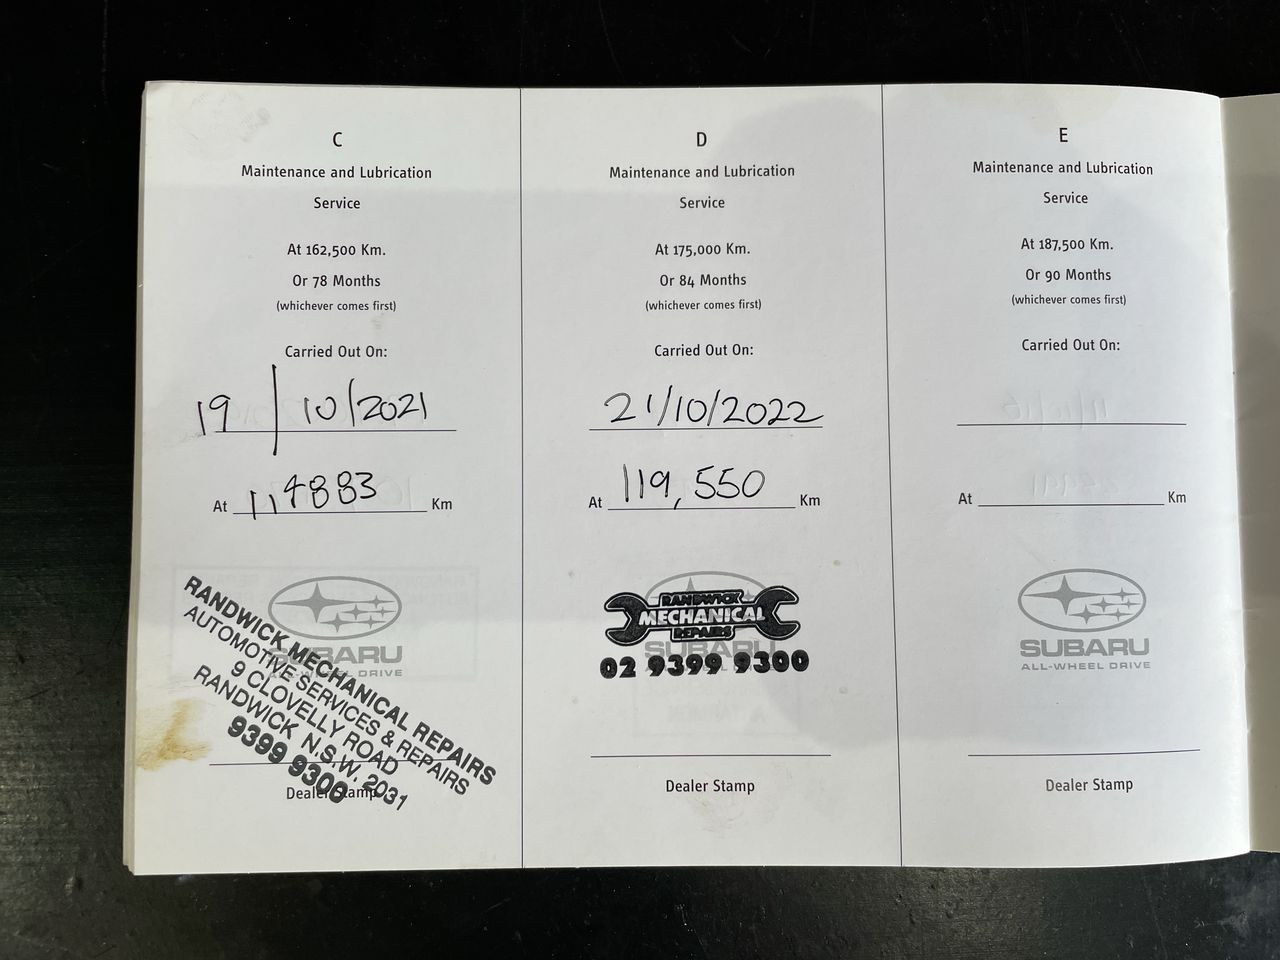 C
Maintenance and Lubrication
Service
At 162,500 Km.
Or 78 Months
(whichever comes first)
Carried Out On:
19/10/2021
At 114883 Km
SUBARU
ALL-WHEEL DRIVE
RANDWICK MECHANICAL REPAIRS
AUTOMOTIVE SERVICES & REPAIRS
9 CLOVELLY ROAD
RANDWICK N.S.W. 2031
9399 9300
Dealer Stamp
D
Maintenance and Lubrication
Service
At 175,000 Km.
Or 84 Months
(whichever comes first)
Carried Out On:
21/10/2022
At 119,550 Km
RANDWICK
MECHANICAL
REPAIRS
SUBARU
02 9399 9300
Dealer Stamp
E
Maintenance and Lubrication
Service
At 187,500 Km.
Or 90 Months
(whichever comes first)
Carried Out On:
At Km
SUBARU
ALL-WHEEL DRIVE
Dealer Stamp